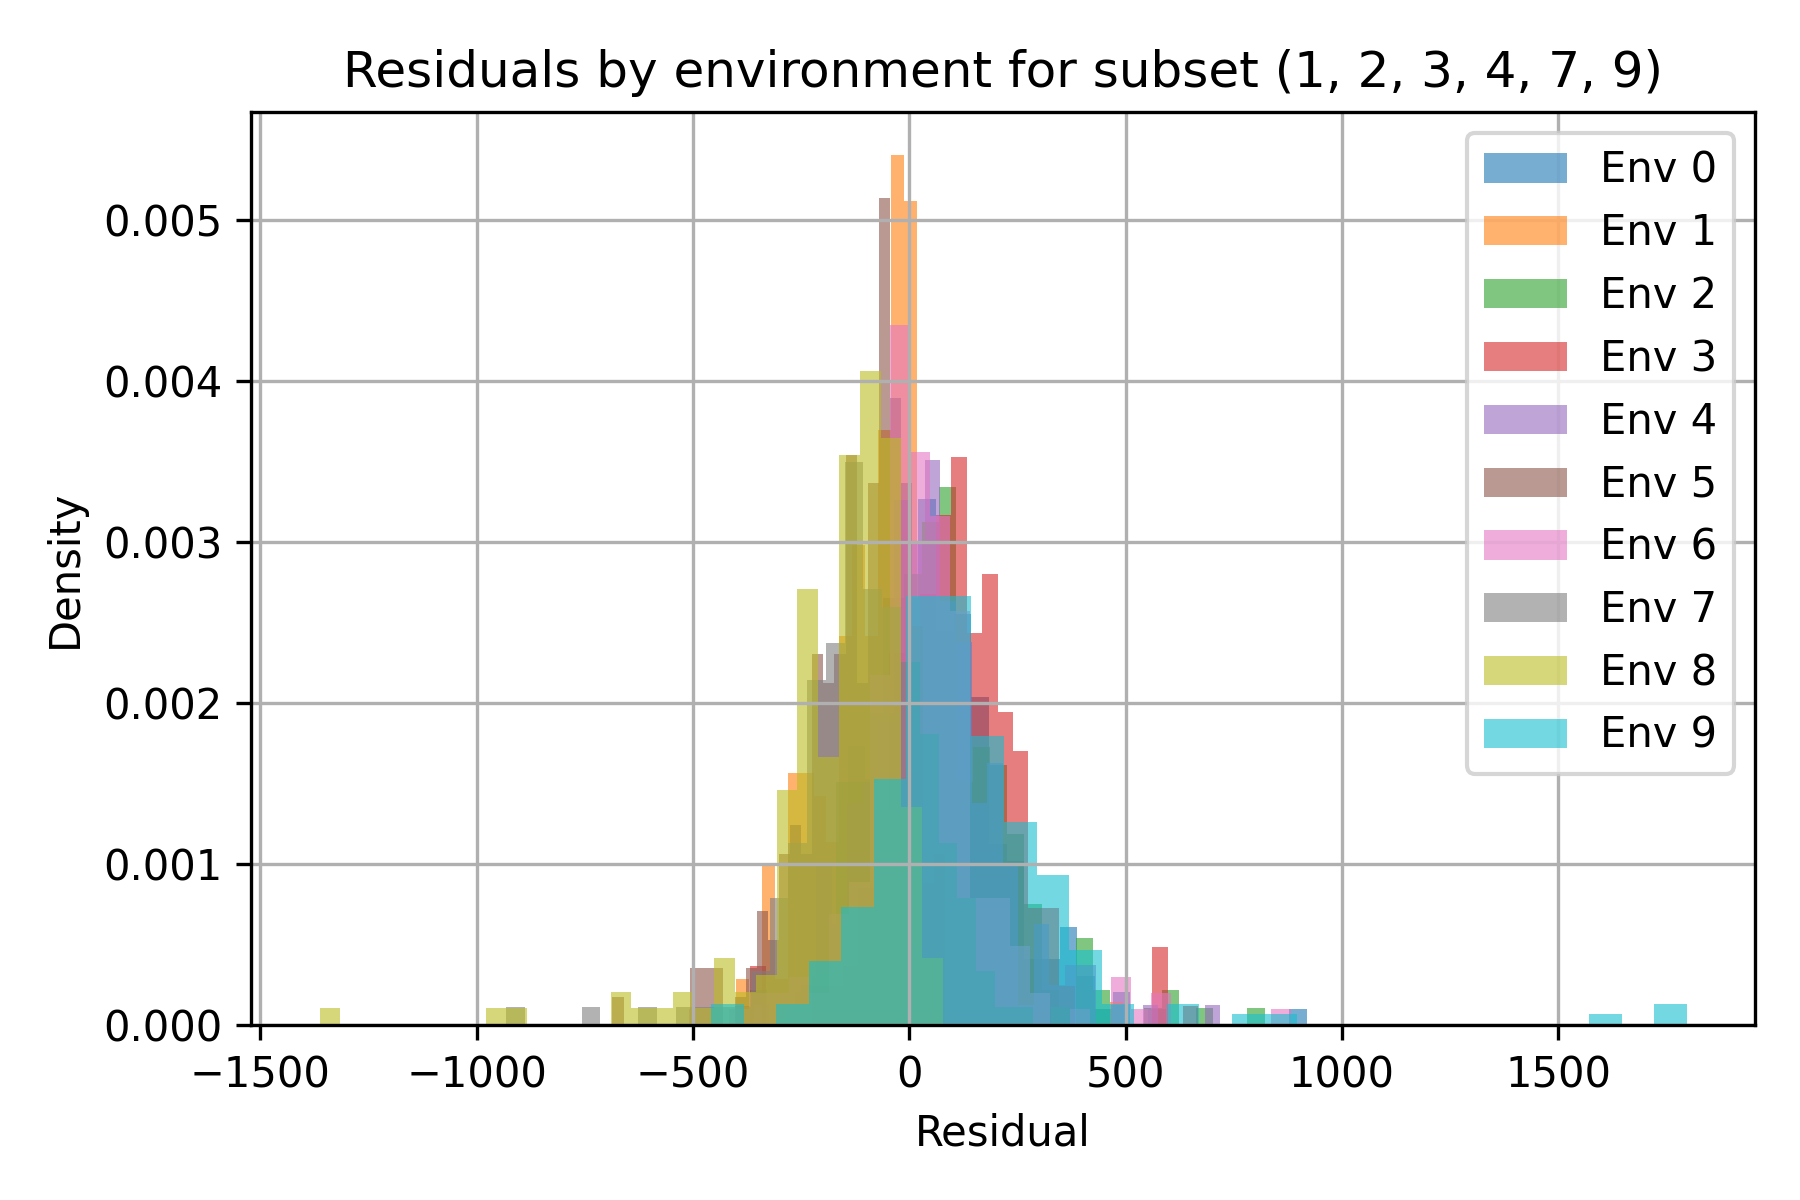 Residuals by environment for subset (1, 2, 3, 4, 7, 9)
Env 0
Env 1
Env 2
Env 3
Env 4
Env 5
Env 6
Env 7
Env 8
Env 9
Density
0.005
0.004
0.003
0.002
0.001
0.000
−1500 −1000 −500 0 500 1000 1500
Residual